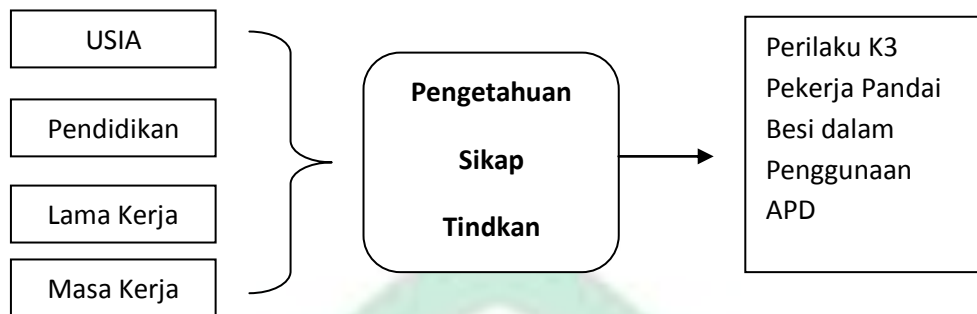 USIA
Pendidikan
Lama Kerja
Masa Kerja
Pengetahuan
Sikap
Tindkan
Perilaku K3
Pekerja Pandai
Besi dalam
Penggunaan
APD